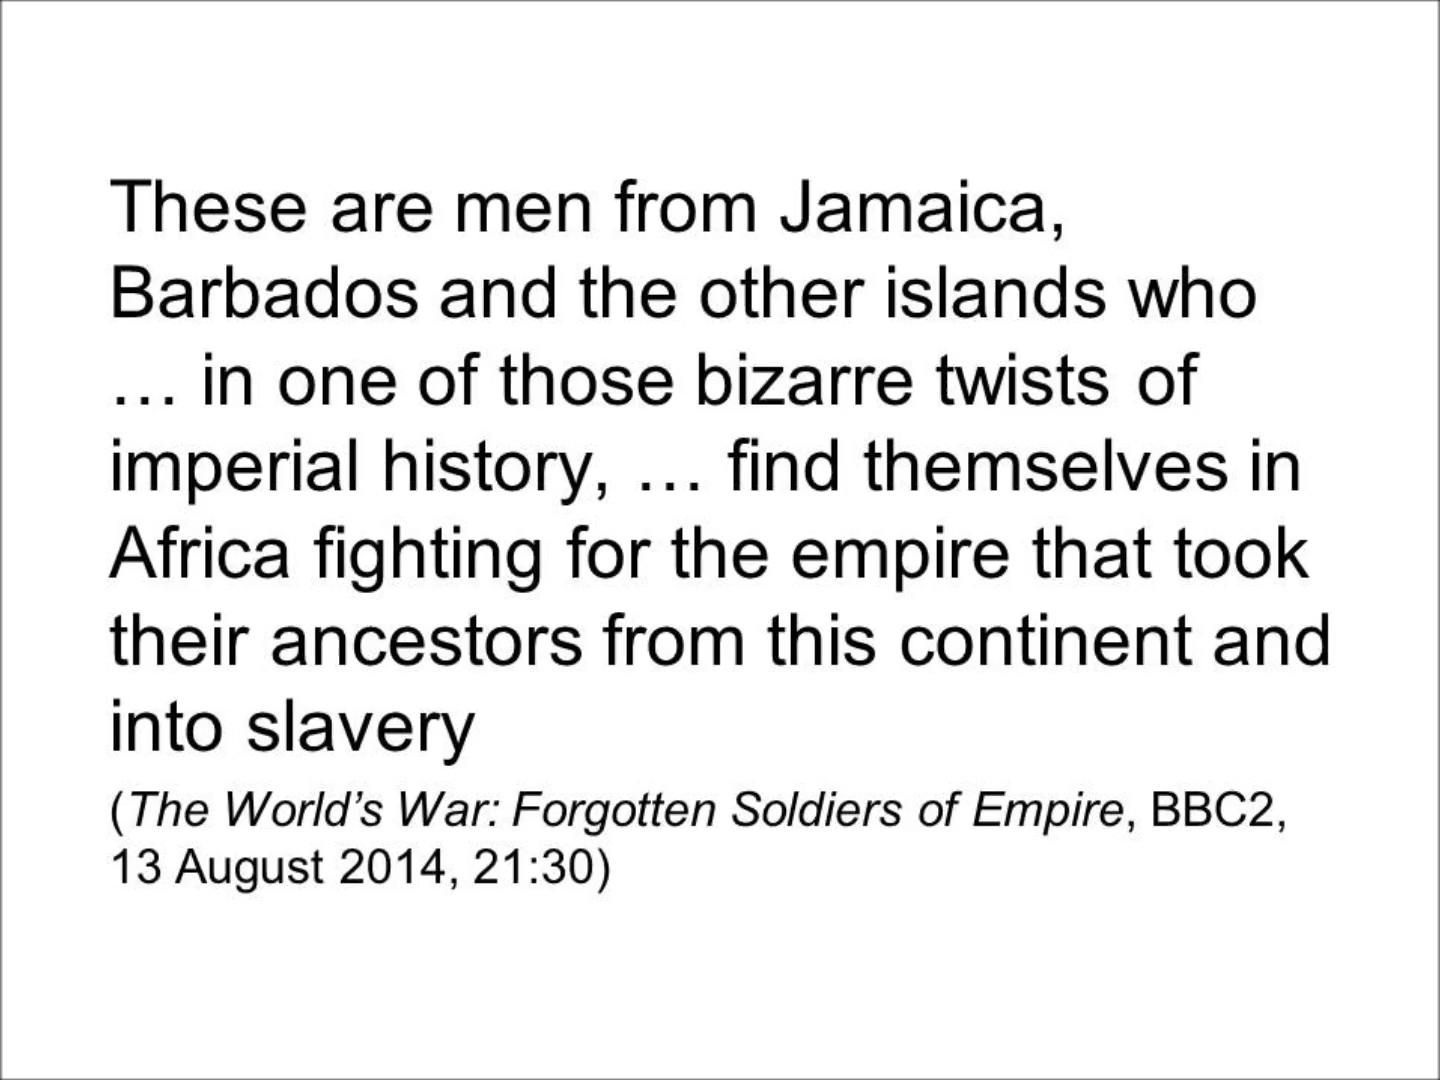 These are men from Jamaica,
Barbados and the other islands who
… in one of those bizarre twists of
imperial history, … find themselves in
Africa fighting for the empire that took
their ancestors from this continent and
into slavery
(The World’s War: Forgotten Soldiers of Empire, BBC2,
13 August 2014, 21:30)